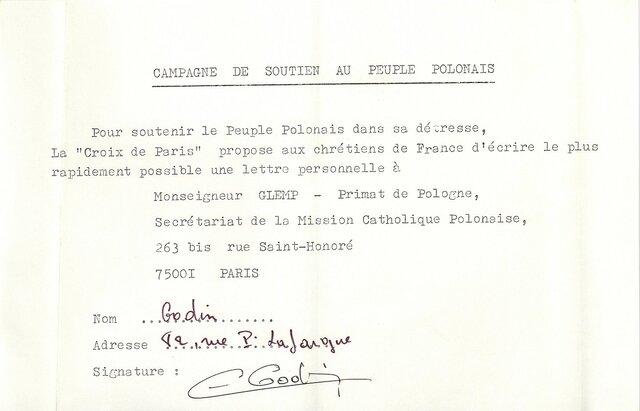 CAMPAGNE DE SOUTIEN AU PEUPLE POLONAIS
Pour soutenir le Peuple Polonais dans sa détresse,
La "Croix de Paris" propose aux chrétiens de France d'écrire le plus
rapidement possible une lettre personnelle à
Monseigneur GLEMP - Primat de Pologne,
Secrétariat de la Mission Catholique Polonaise,
263 bis rue Saint-Honoré
7500I PARIS
Nom ...Godin.........
Adresse rue P. Lafargue
Signature : Godin